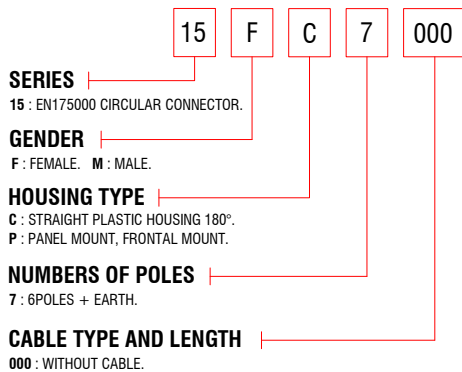 15 F C 7 000
SERIES
15 : EN175000 CIRCULAR CONNECTOR.
GENDER
F : FEMALE. M : MALE.
HOUSING TYPE
C : STRAIGHT PLASTIC HOUSING 180°.
P : PANEL MOUNT, FRONTAL MOUNT.
NUMBERS OF POLES
7 : 6POLES + EARTH.
CABLE TYPE AND LENGTH
000 : WITHOUT CABLE.